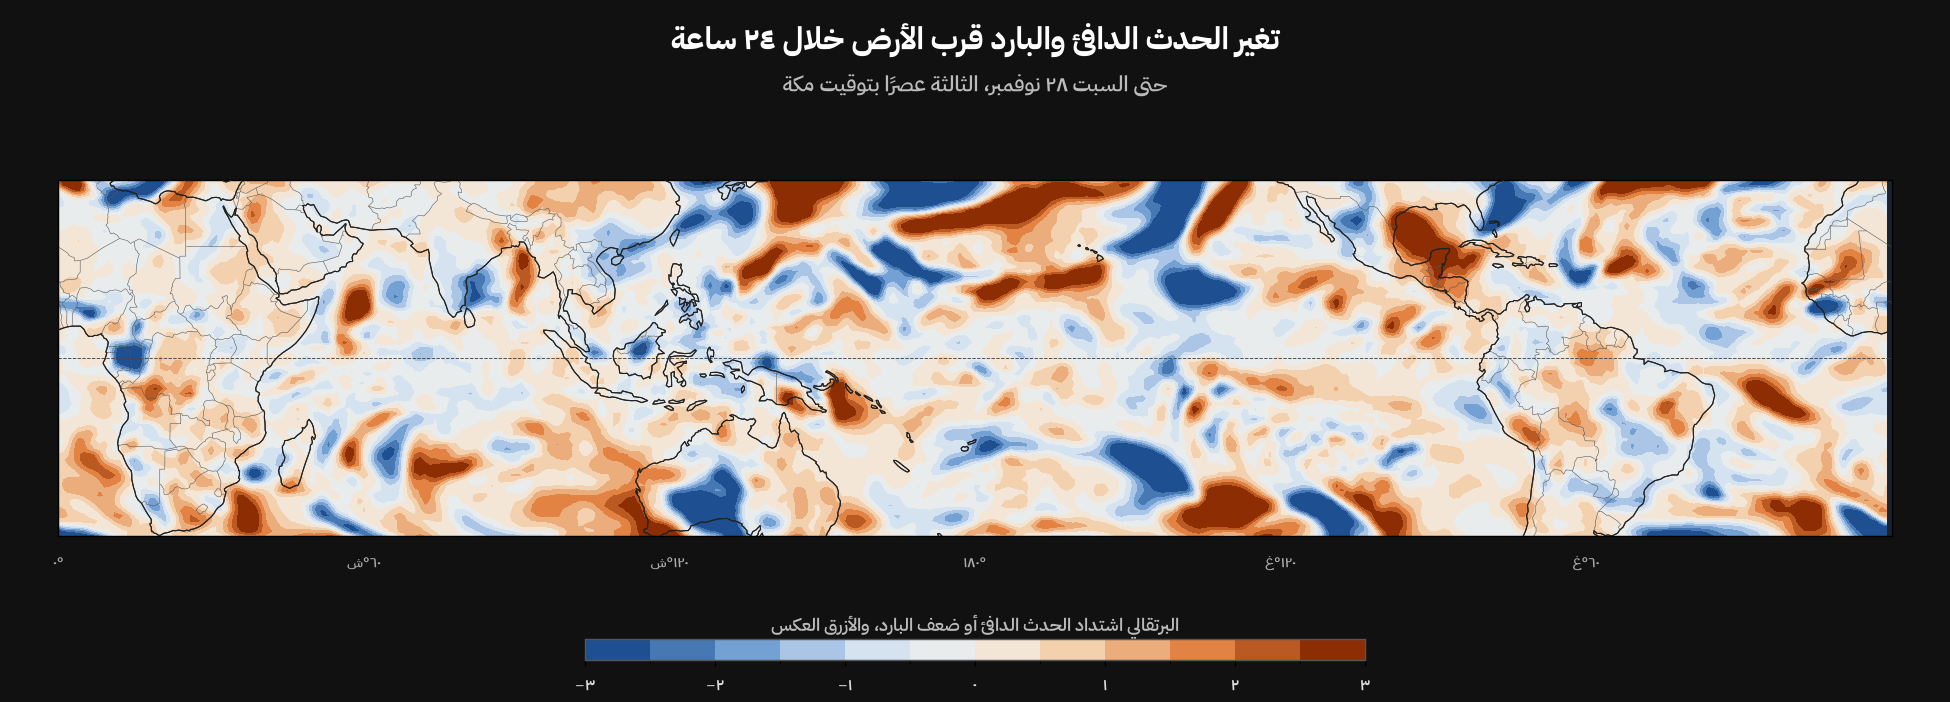 تغير الحدث الدافئ والبارد قرب الأرض خلال ٢٤ ساعة
حتى السبت ٢٨ نوفمبر، الثالثة عصرًا بتوقيت مكة
٠°
٦٠°ش
١٢٠°ش
١٨٠°
١٢٠°غ
٦٠°غ
البرتقالي اشتداد الحدث الدافئ أو ضعف البارد، والأزرق العكس
−٣
−٢
−١
٠
١
٢
٣